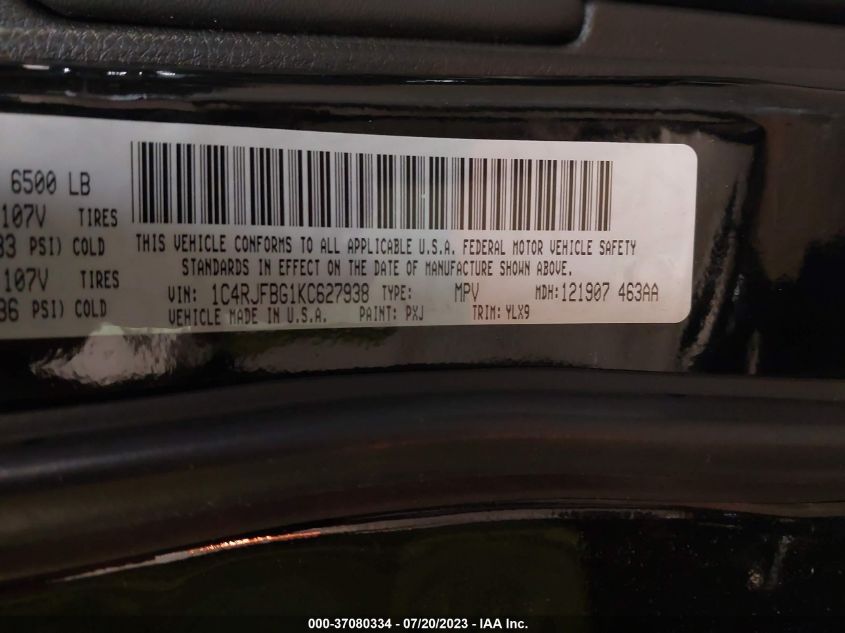 6500 LB
107V TIRES
33 PSI) COLD
107V TIRES
36 PSI) COLD
THIS VEHICLE CONFORMS TO ALL APPLICABLE U.S.A. FEDERAL MOTOR VEHICLE SAFETY
STANDARDS IN EFFECT ON THE DATE OF MANUFACTURE SHOWN ABOVE.
VIN: 1C4RJFBG1KC627938 TYPE: MPV MDH: 121907 463AA
VEHICLE MADE IN U.S.A. PAINT: PXJ TRIM: YLX9
000-37080334 - 07/20/2023 - IAA Inc.